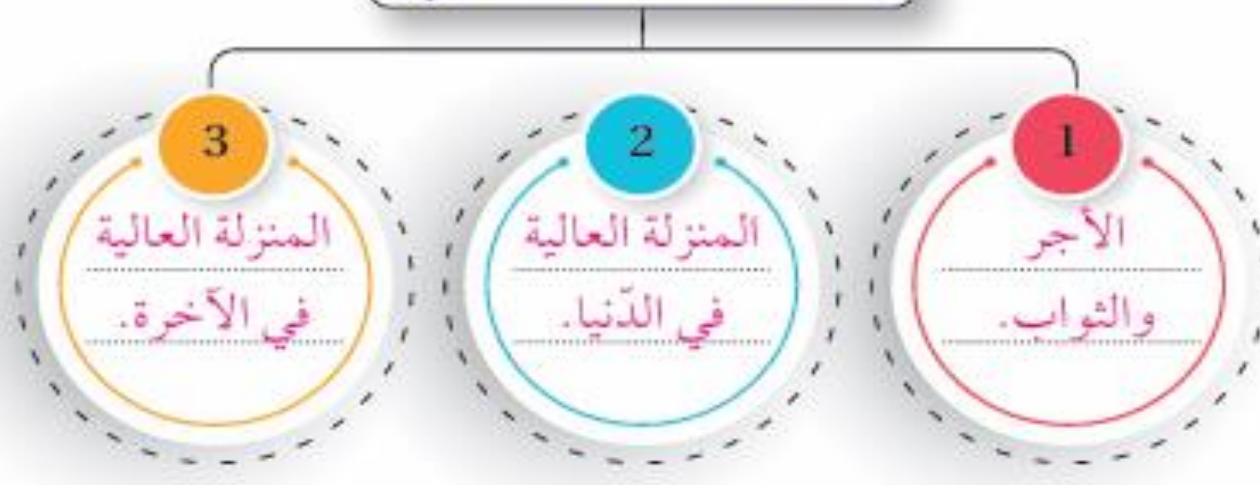 1
الأجر
والثواب.
2
المنزلة العالية
في الدّنيا.
3
المنزلة العالية
في الآخرة.